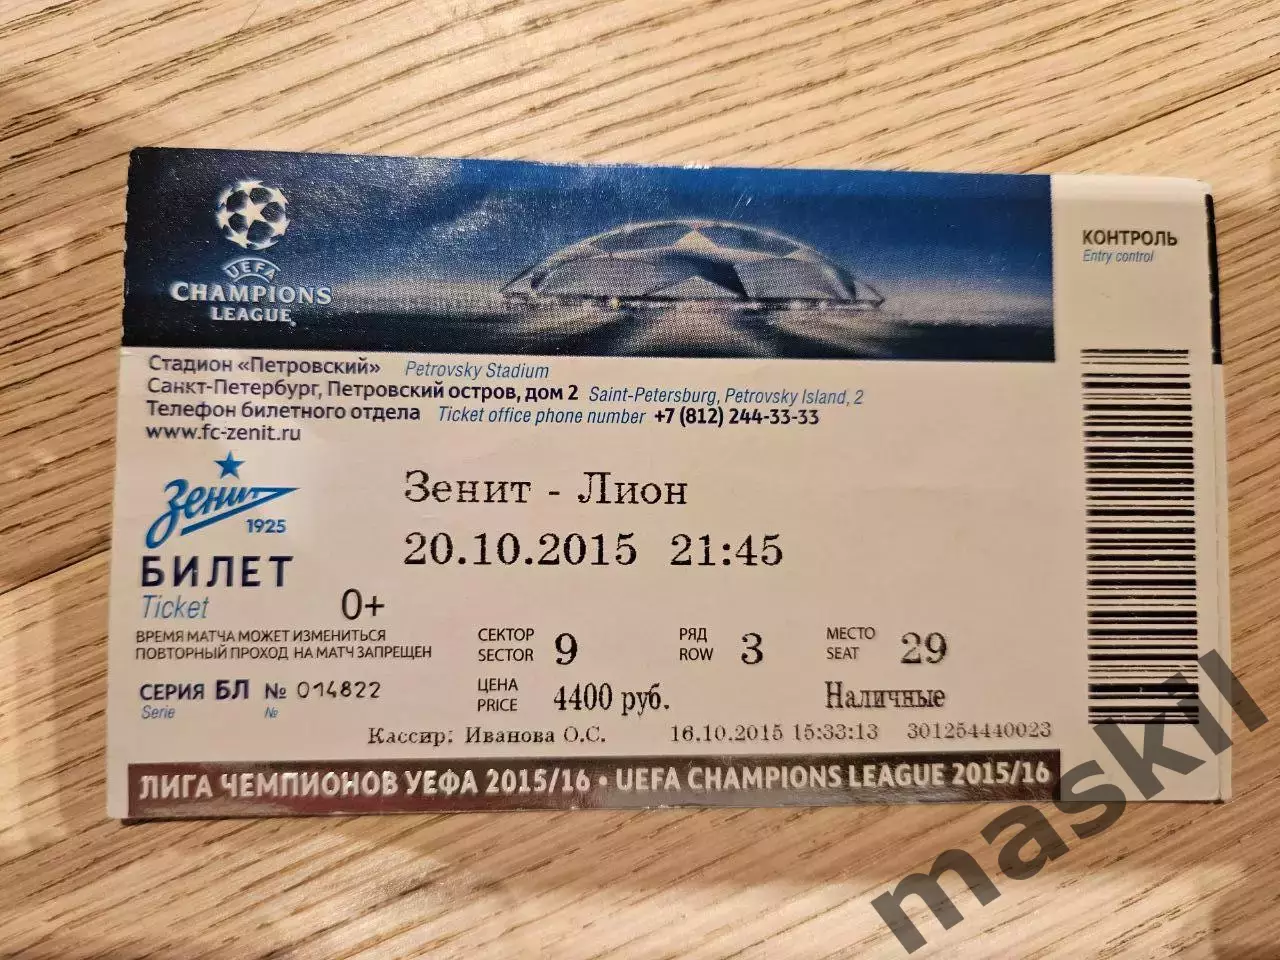 UEFA
CHAMPIONS
LEAGUE
КОНТРОЛЬ
Entry control
Стадион «Петровский» Petrovsky Stadium
Санкт-Петербург, Петровский остров, дом 2 Saint-Petersburg, Petrovsky Island, 2
Телефон билетного отдела Ticket office phone number +7 (812) 244-33-33
www.fc-zenit.ru
Зенит
1925
Зенит - Лион
20.10.2015 21:45
БИЛЕТ
Ticket 0+
ВРЕМЯ МАТЧА МОЖЕТ ИЗМЕНИТЬСЯ
ПОВТОРНЫЙ ПРОХОД НА МАТЧ ЗАПРЕЩЕН
СЕКТОР
SECTOR 9
РЯД
ROW 3
МЕСТО
SEAT 29
СЕРИЯ БЛ № 014822
Serie №
ЦЕНА
PRICE 4400 руб.
Наличные
Кассир: Иванова О.С. 16.10.2015 15:33:13 301254440023
ЛИГА ЧЕМПИОНОВ УЕФА 2015/16 • UEFA CHAMPIONS LEAGUE 2015/16
maskil